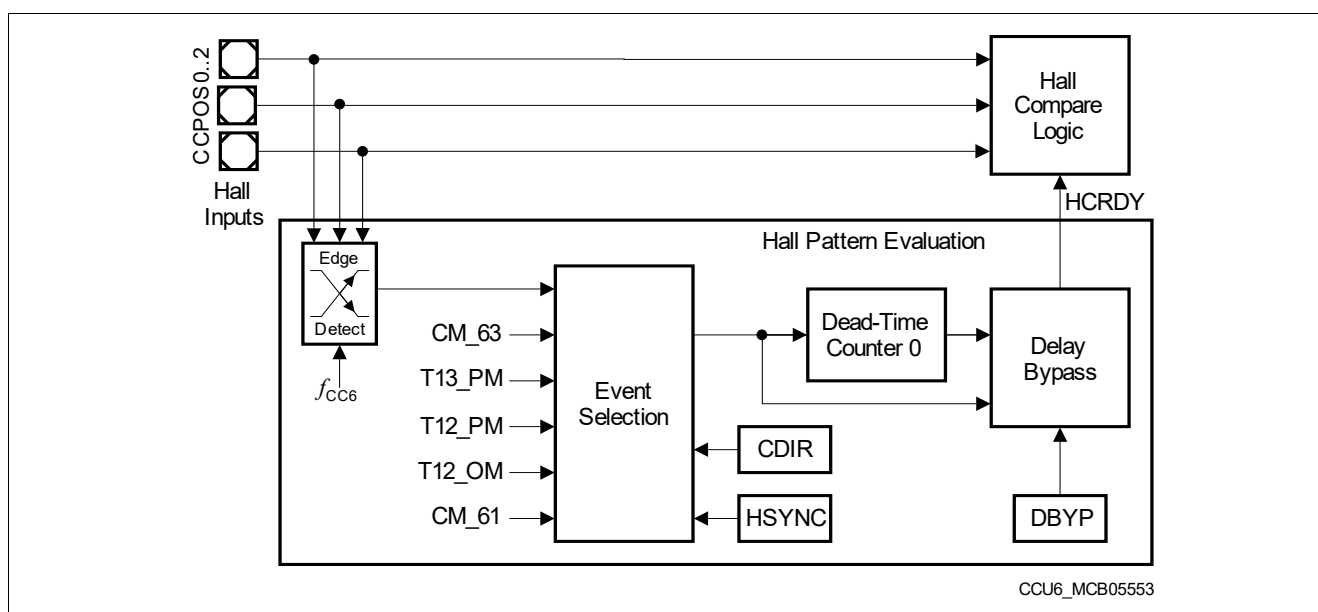 CCPOS0..2
Hall
Inputs
Hall
Compare
Logic
HCRDY
Hall Pattern Evaluation
Edge
Detect
fCC6
CM_63
T13_PM
T12_PM
T12_OM
CM_61
Event
Selection
Dead-Time
Counter 0
Delay
Bypass
CDIR
HSYNC
DBYP
CCU6_MCB05553